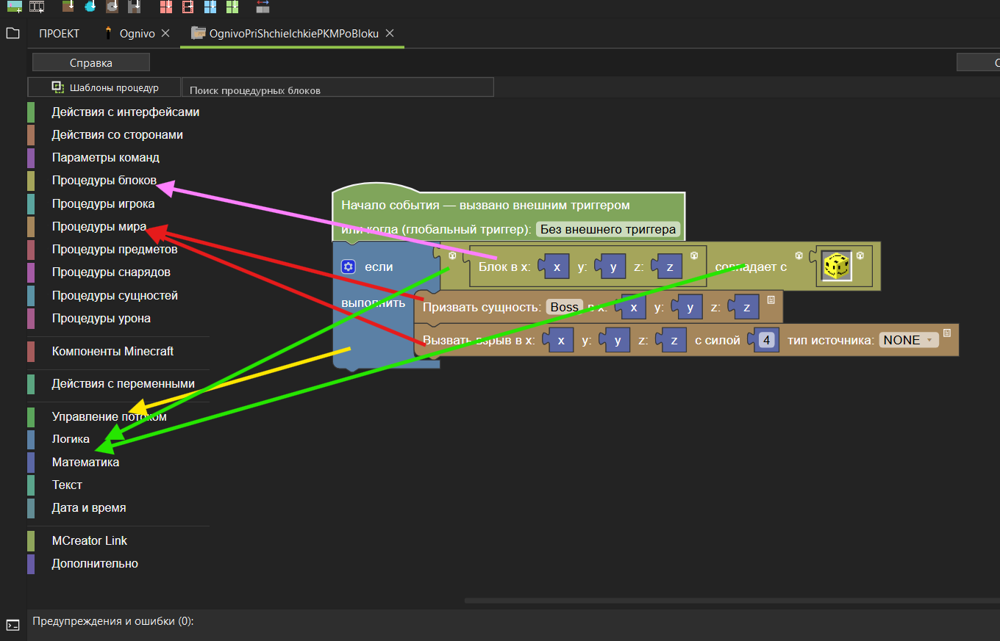 ПРОЕКТ
Ognivo
OgnivoPriShchielchkiePKMPoBloku
Справка
С
Шаблоны процедур
Поиск процедурных блоков
Действия с интерфейсами
Действия со сторонами
Параметры команд
Процедуры блоков
Процедуры игрока
Процедуры мира
Процедуры предметов
Процедуры снарядов
Процедуры сущностей
Процедуры урона
Компоненты Minecraft
Действия с переменными
Управление потоком
Логика
Математика
Текст
Дата и время
MCreator Link
Дополнительно
Начало события — вызвано внешним триггером
или когда (глобальный триггер): Без внешнего триггера
если
Блок в x: x y: y z: z совпадает с
выполнить
Призвать сущность: Boss в x: x y: y z: z
Вызвать взрыв в x: x y: y z: z с силой 4 тип источника: NONE
Предупреждения и ошибки (0):